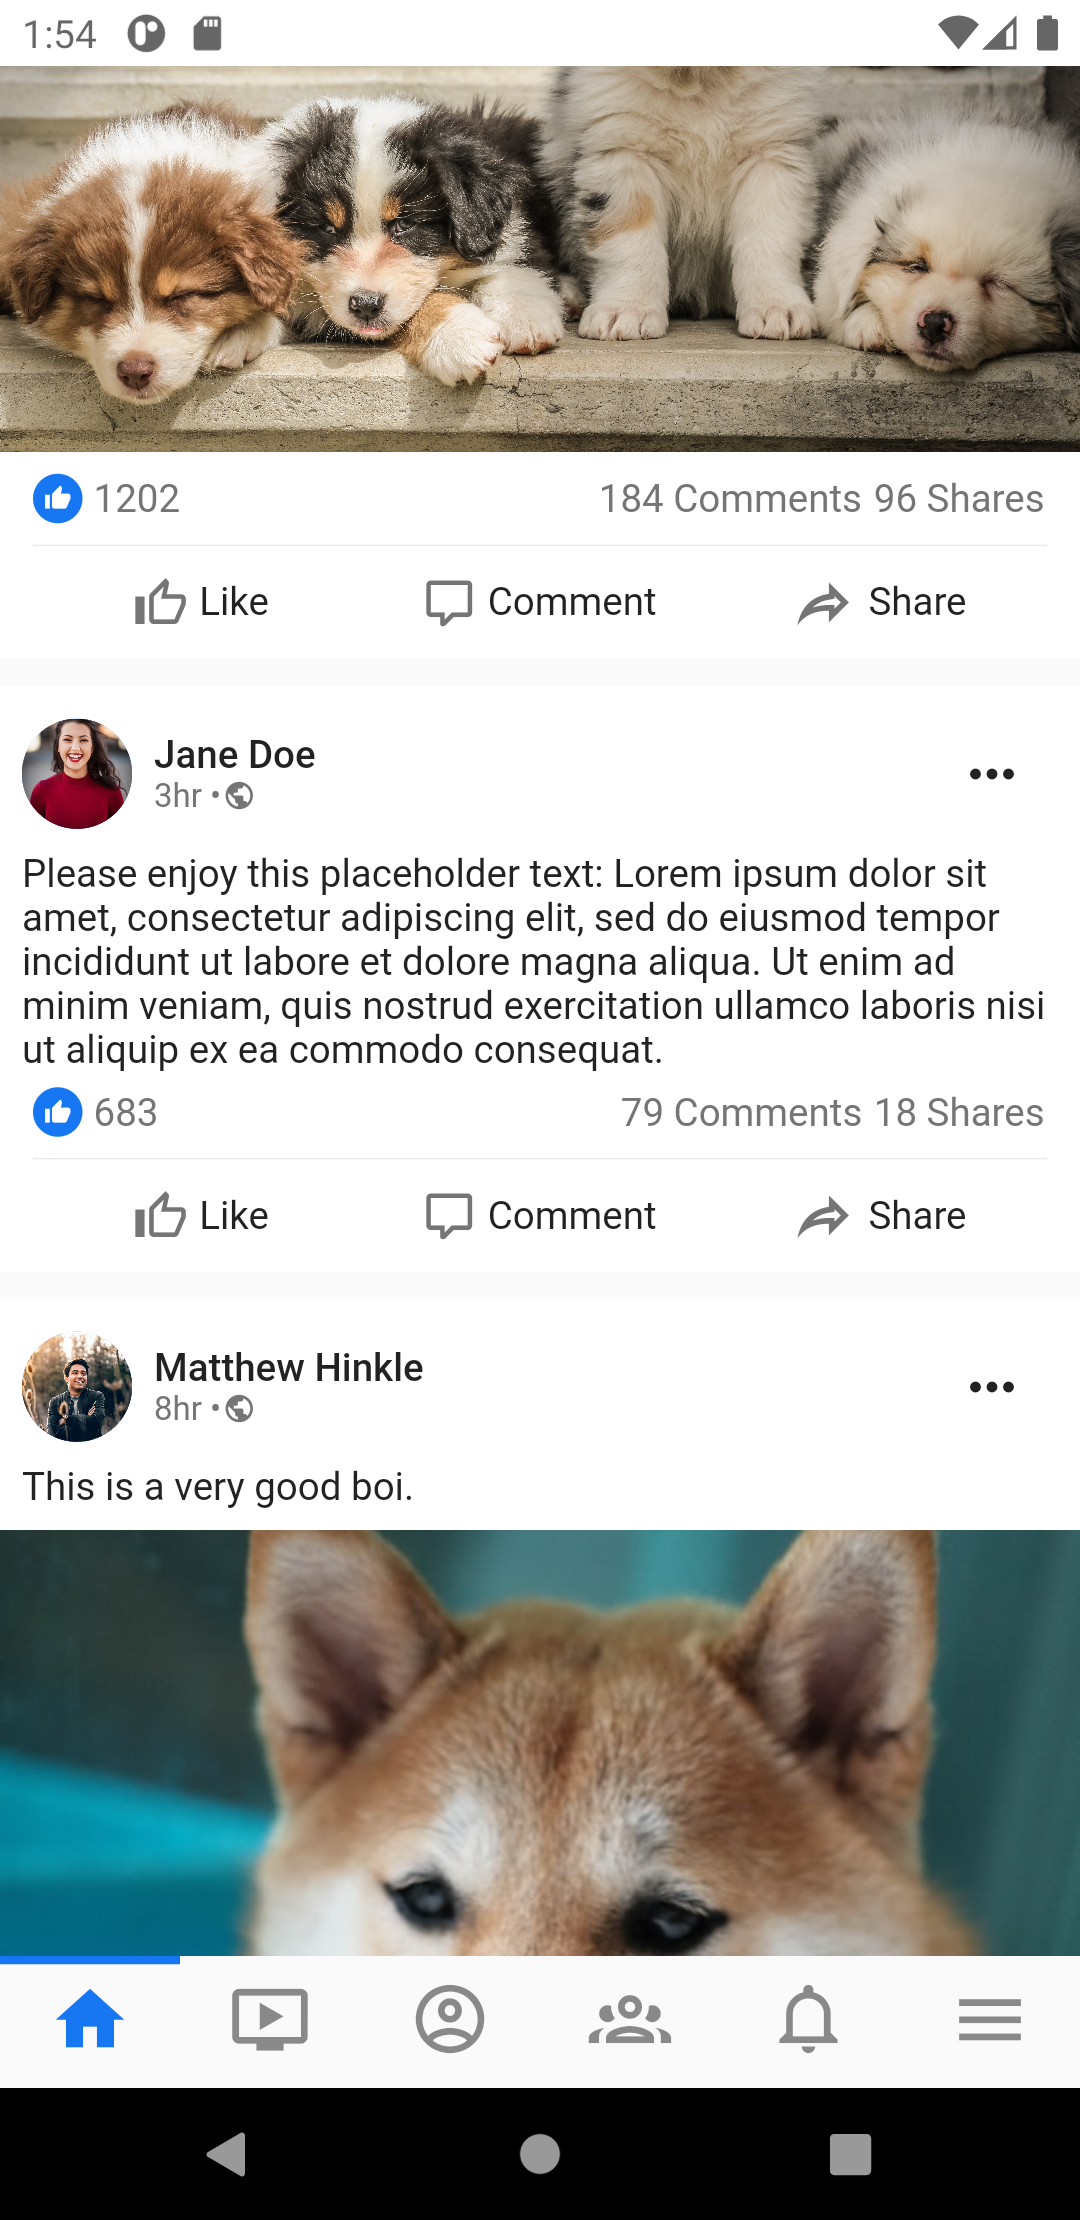 1:54
1202 184 Comments 96 Shares
Like Comment Share
Jane Doe
3hr •
Please enjoy this placeholder text: Lorem ipsum dolor sit
amet, consectetur adipiscing elit, sed do eiusmod tempor
incididunt ut labore et dolore magna aliqua. Ut enim ad
minim veniam, quis nostrud exercitation ullamco laboris nisi
ut aliquip ex ea commodo consequat.
683 79 Comments 18 Shares
Like Comment Share
Matthew Hinkle
8hr •
This is a very good boi.